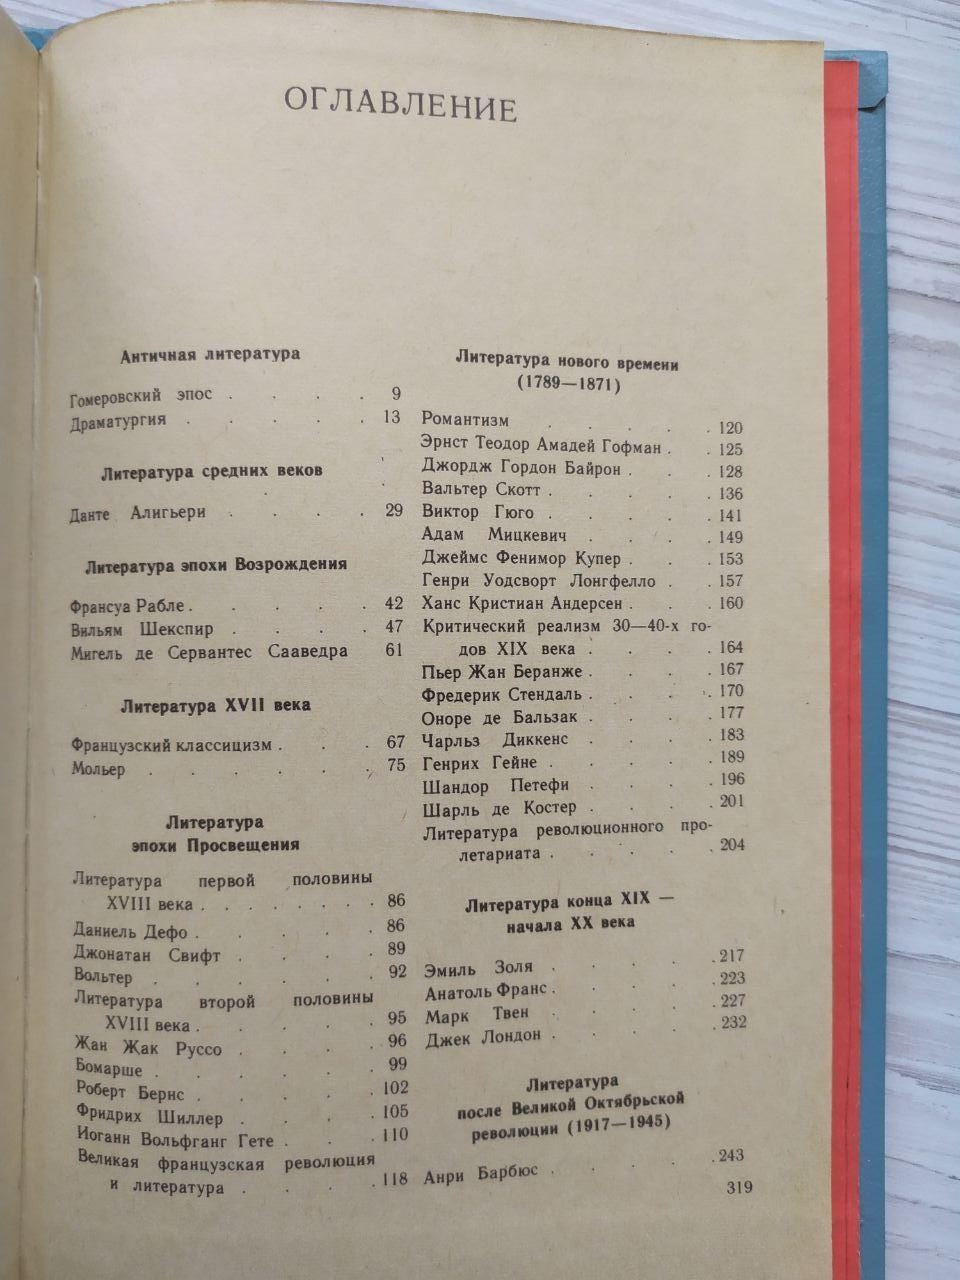 ОГЛАВЛЕНИЕ
Античная литература
Гомеровский эпос . . . . 9
Драматургия . . . . . 13
Литература средних веков
Данте Алигьери . . . . 29
Литература эпохи Возрождения
Франсуа Рабле . . . . . 42
Вильям Шекспир . . . . 47
Мигель де Сервантес Сааведра 61
Литература XVII века
Французский классицизм . . . 67
Мольер . . . . . . 75
Литература
эпохи Просвещения
Литература первой половины
XVIII века . . . . . . . . 86
Даниель Дефо . . . . . 86
Джонатан Свифт . . . . 89
Вольтер . . . . . . 92
Литература второй половины
XVIII века . . . . . 95
Жан Жак Руссо . . . . 96
Бомарше . . . . . . 99
Роберт Бернс . . . . . 102
Фридрих Шиллер . . . . 105
Иоганн Вольфганг Гете . . . 110
Великая французская революция
и литература . . . . 118
Литература нового времени
(1789—1871)
Романтизм . . . . . 120
Эрнст Теодор Амадей Гофман . . 125
Джордж Гордон Байрон . . . 128
Вальтер Скотт . . . . . 136
Виктор Гюго . . . . . 141
Адам Мицкевич . . . . 149
Джеймс Фенимор Купер . . . 153
Генри Уодсворт Лонгфелло . . 157
Ханс Кристиан Андерсен . . . 160
Критический реализм 30—40-х го-
дов XIX века . . . . 164
Пьер Жан Беранже . . . . 167
Фредерик Стендаль . . . . 170
Оноре де Бальзак . . . . 177
Чарльз Диккенс . . . . 183
Генрих Гейне . . . . . 189
Шандор Петефи . . . . 196
Шарль де Костер . . . . 201
Литература революционного про-
летариата . . . . . 204
Литература конца XIX —
начала XX века
Эмиль Золя . . . . . 217
Анатоль Франс . . . . . 223
Марк Твен . . . . . 227
Джек Лондон . . . . . 232
Литература
после Великой Октябрьской
революции (1917—1945)
Анри Барбюс . . . . . 243
319